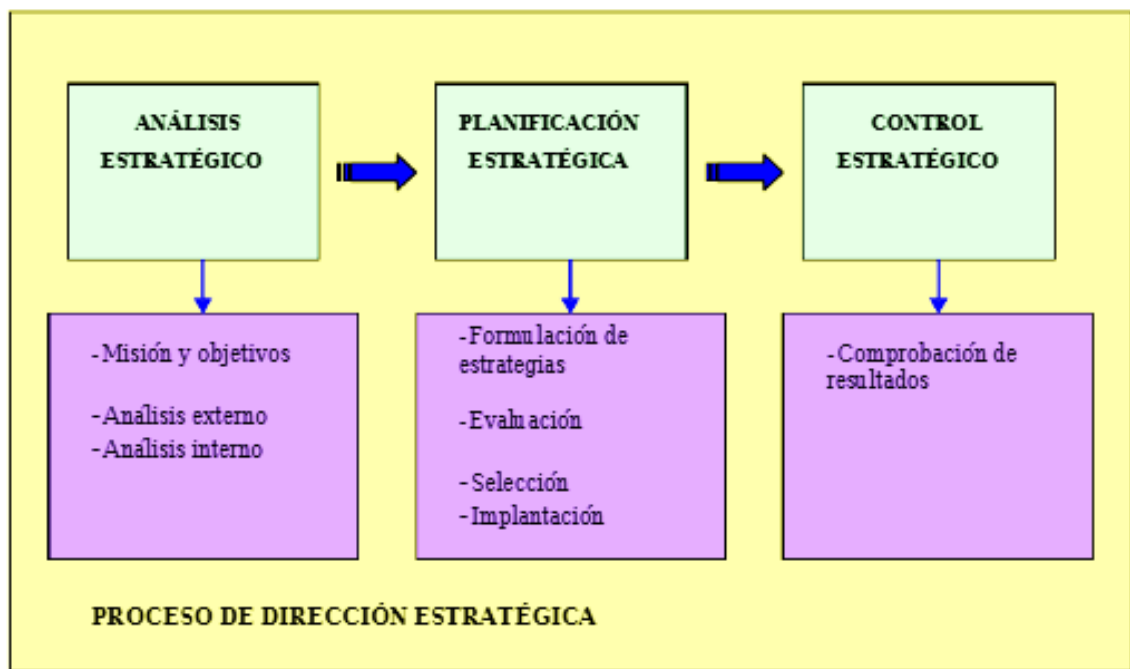 ANÁLISIS
ESTRATÉGICO
PLANIFICACIÓN
ESTRATÉGICA
CONTROL
ESTRATÉGICO
-Misión y objetivos
-Análisis externo
-Análisis interno
-Formulación de
estrategias
-Evaluación
-Selección
-Implantación
-Comprobación de
resultados
PROCESO DE DIRECCIÓN ESTRATÉGICA